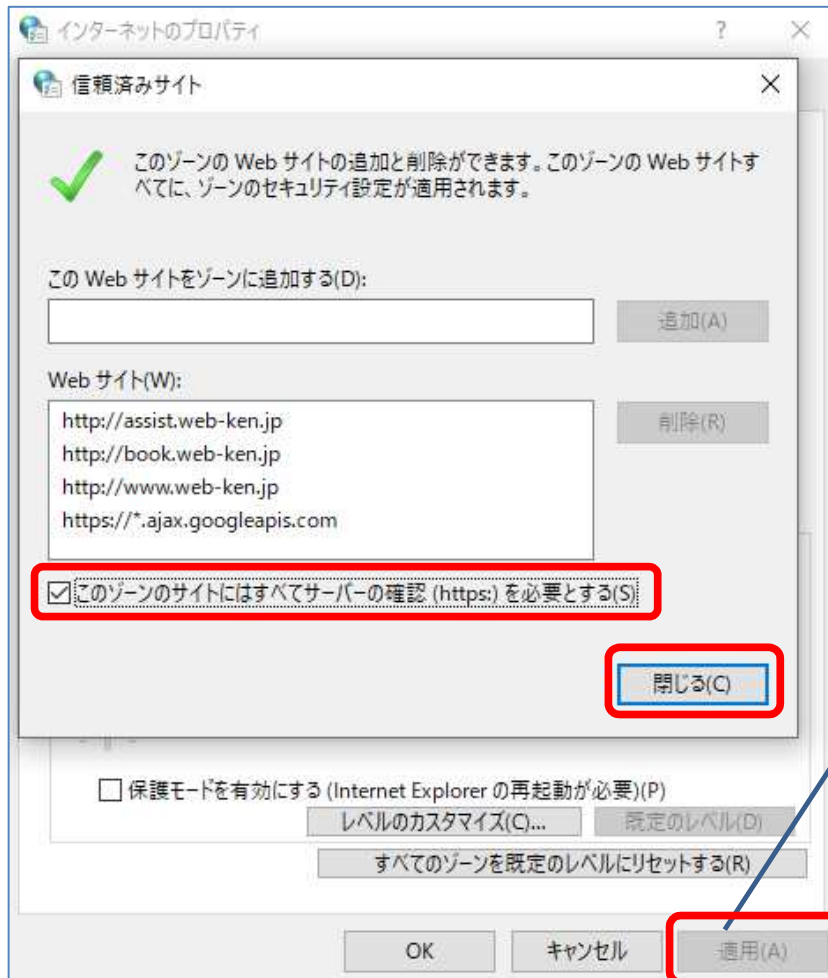 インターネットのプロパティ
?
信頼済みサイト
このゾーンの Web サイトの追加と削除ができます。このゾーンの Web サイトす
べてに、ゾーンのセキュリティ設定が適用されます。
この Web サイトをゾーンに追加する(D):
追加(A)
Web サイト(W):
http://assist.web-ken.jp
http://book.web-ken.jp
http://www.web-ken.jp
https://*.ajax.googleapis.com
削除(R)
このゾーンのサイトにはすべてサーバーの確認 (https:) を必要とする(S)
閉じる(C)
保護モードを有効にする (Internet Explorer の再起動が必要)(P)
レベルのカスタマイズ(C)...
既定のレベル(D)
すべてのゾーンを既定のレベルにリセットする(R)
OK
キャンセル
適用(A)